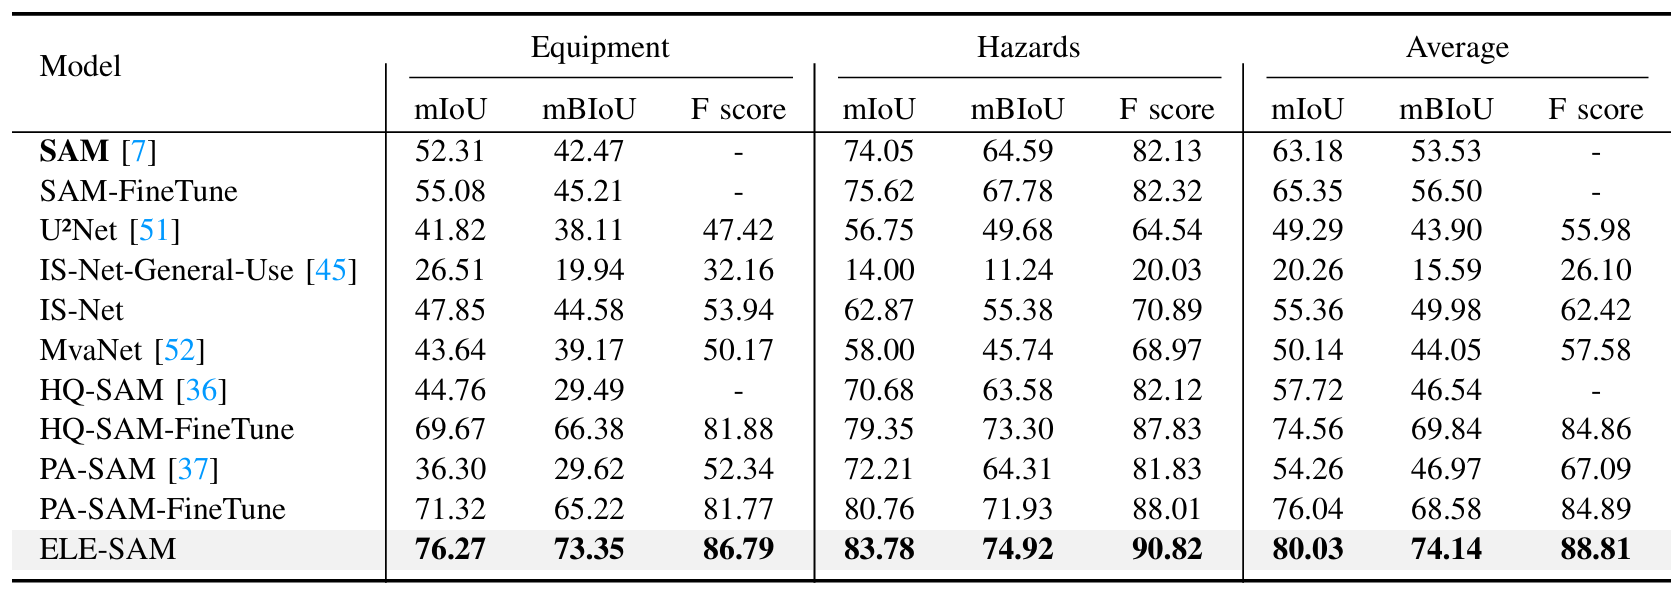 Model Equipment Hazards Average
mIoU mBIoU F score mIoU mBIoU F score mIoU mBIoU F score
SAM [7] 52.31 42.47 - 74.05 64.59 82.13 63.18 53.53 -
SAM-FineTune 55.08 45.21 - 75.62 67.78 82.32 65.35 56.50 -
U²Net [51] 41.82 38.11 47.42 56.75 49.68 64.54 49.29 43.90 55.98
IS-Net-General-Use [45] 26.51 19.94 32.16 14.00 11.24 20.03 20.26 15.59 26.10
IS-Net 47.85 44.58 53.94 62.87 55.38 70.89 55.36 49.98 62.42
MvaNet [52] 43.64 39.17 50.17 58.00 45.74 68.97 50.14 44.05 57.58
HQ-SAM [36] 44.76 29.49 - 70.68 63.58 82.12 57.72 46.54 -
HQ-SAM-FineTune 69.67 66.38 81.88 79.35 73.30 87.83 74.56 69.84 84.86
PA-SAM [37] 36.30 29.62 52.34 72.21 64.31 81.83 54.26 46.97 67.09
PA-SAM-FineTune 71.32 65.22 81.77 80.76 71.93 88.01 76.04 68.58 84.89
ELE-SAM 76.27 73.35 86.79 83.78 74.92 90.82 80.03 74.14 88.81